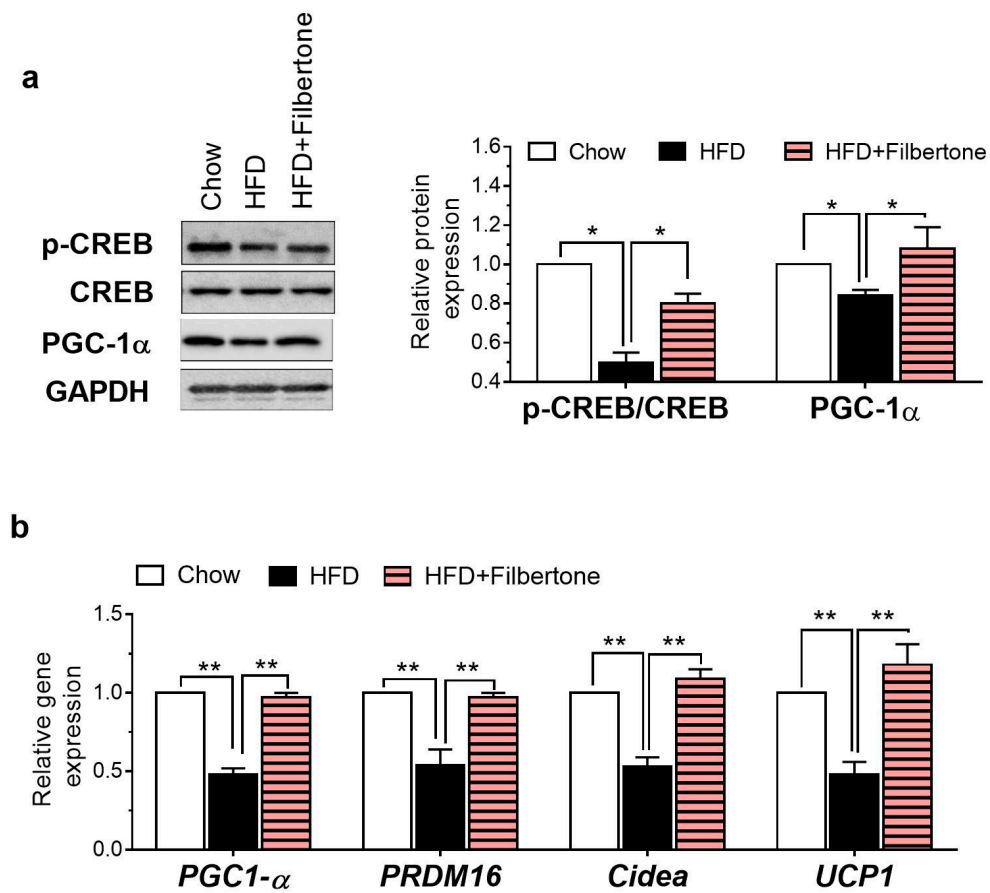 a
Chow
HFD
HFD+Filbertone
p-CREB
CREB
PGC-1α
GAPDH
Chow HFD HFD+Filbertone
Relative protein
expression
1.6
1.4
1.2
1.0
0.8
0.6
0.4
* * * *
p-CREB/CREB PGC-1α
b
Chow HFD HFD+Filbertone
Relative gene
expression
1.5
1.0
0.5
0.0
** ** ** ** ** ** ** **
PGC1-α PRDM16 Cidea UCP1